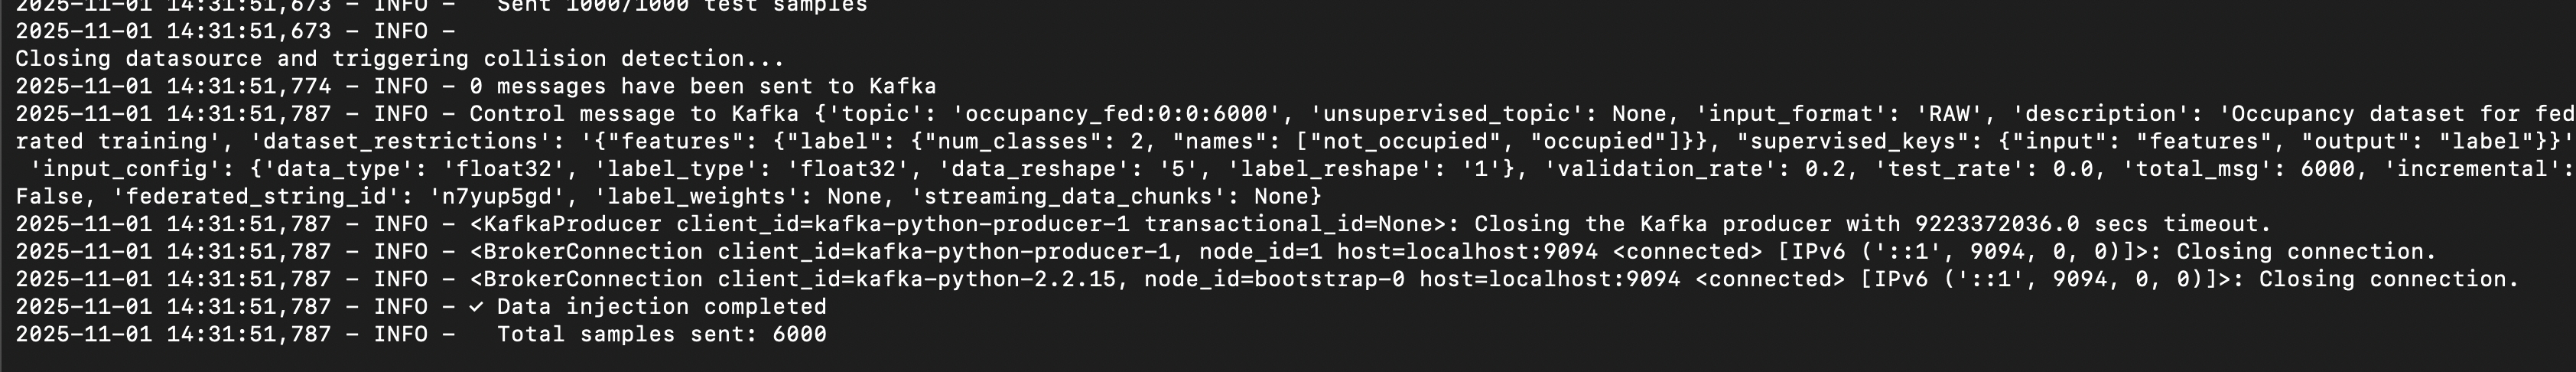 2025-11-01 14:31:51,673 – INFO –   Sent 1000/1000 test samples
2025-11-01 14:31:51,673 – INFO –
Closing datasource and triggering collision detection...
2025-11-01 14:31:51,774 – INFO – 0 messages have been sent to Kafka
2025-11-01 14:31:51,787 – INFO – Control message to Kafka {'topic': 'occupancy_fed:0:0:6000', 'unsupervised_topic': None, 'input_format': 'RAW', 'description': 'Occupancy dataset for fed
rated training', 'dataset_restrictions': '{"features": {"label": {"num_classes": 2, "names": ["not_occupied", "occupied"]}}, "supervised_keys": {"input": "features", "output": "label"}}'
'input_config': {'data_type': 'float32', 'label_type': 'float32', 'data_reshape': '5', 'label_reshape': '1'}, 'validation_rate': 0.2, 'test_rate': 0.0, 'total_msg': 6000, 'incremental':
False, 'federated_string_id': 'n7yup5gd', 'label_weights': None, 'streaming_data_chunks': None}
2025-11-01 14:31:51,787 – INFO – <KafkaProducer client_id=kafka-python-producer-1 transactional_id=None>: Closing the Kafka producer with 9223372036.0 secs timeout.
2025-11-01 14:31:51,787 – INFO – <BrokerConnection client_id=kafka-python-producer-1, node_id=1 host=localhost:9094 <connected> [IPv6 ('::1', 9094, 0, 0)]>: Closing connection.
2025-11-01 14:31:51,787 – INFO – <BrokerConnection client_id=kafka-python-2.2.15, node_id=bootstrap-0 host=localhost:9094 <connected> [IPv6 ('::1', 9094, 0, 0)]>: Closing connection.
2025-11-01 14:31:51,787 – INFO – ✓ Data injection completed
2025-11-01 14:31:51,787 – INFO –   Total samples sent: 6000